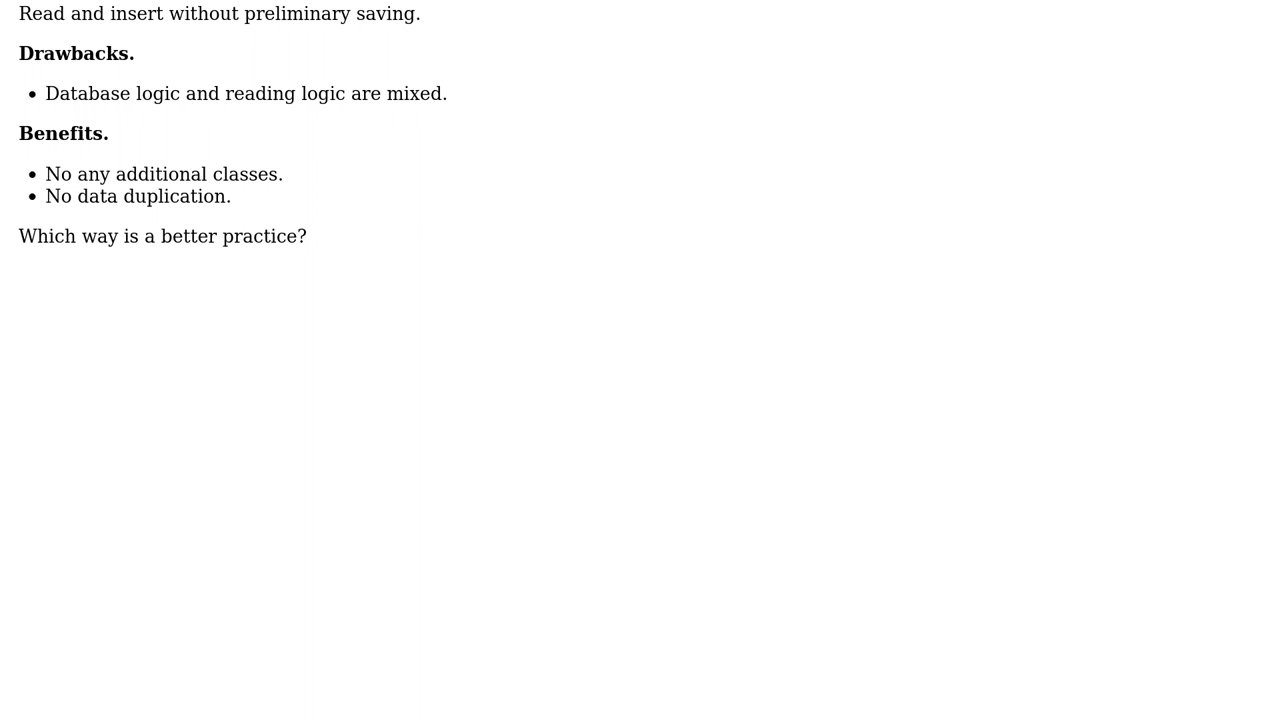 Read and insert without preliminary saving.
Drawbacks.
• Database logic and reading logic are mixed.
Benefits.
• No any additional classes.
• No data duplication.
Which way is a better practice?